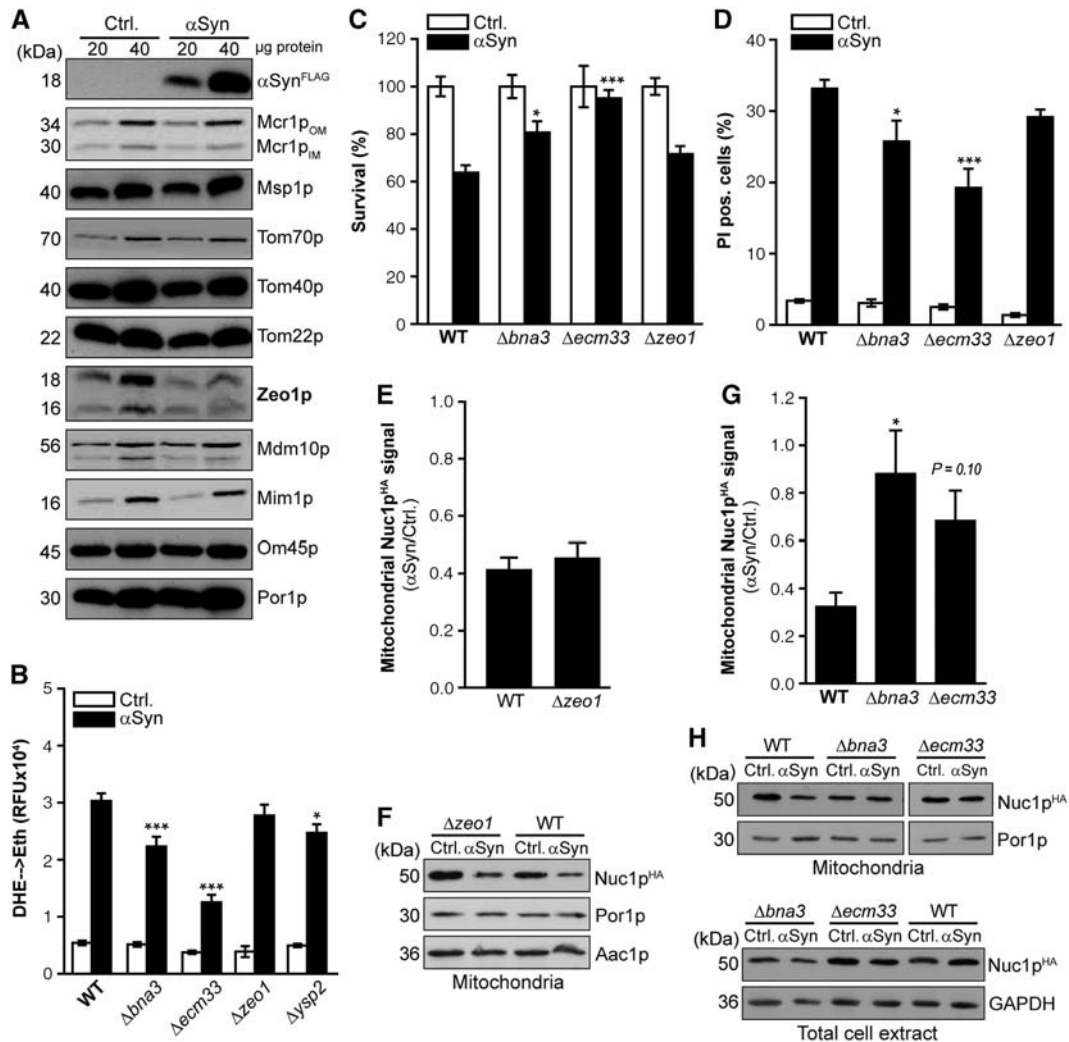 A
Ctrl. αSyn
(kDa) 20 40 20 40 µg protein
18 αSynFLAG
34 Mcr1pOM
30 Mcr1pIM
40 Msp1p
70 Tom70p
40 Tom40p
22 Tom22p
18
Zeo1p
16
56 Mdm10p
16 Mim1p
45 Om45p
30 Por1p
B
Ctrl.
αSyn
DHE-->Eth (RFUx10⁴)
5
4
3
2
1
0
***
***
*
WT Δbna3 Δecm33 Δzeo1 Δysp2
C
Ctrl.
αSyn
Survival (%)
120
100
80
60
40
20
0
*
***
WT Δbna3 Δecm33 Δzeo1
D
Ctrl.
αSyn
PI pos. cells (%)
40
30
20
10
0
*
***
WT Δbna3 Δecm33 Δzeo1
E
Mitochondrial Nuc1pHA signal
(αSyn/Ctrl.)
1.0
0.8
0.6
0.4
0.2
0.0
WT Δzeo1
G
Mitochondrial Nuc1pHA signal
(αSyn/Ctrl.)
1.2
1.0
0.8
0.6
0.4
0.2
0.0
*
P = 0.10
WT Δbna3 Δecm33
F
Δzeo1 WT
(kDa) Ctrl. αSyn Ctrl. αSyn
50 Nuc1pHA
30 Por1p
36 Aac1p
Mitochondria
H
WT Δbna3 Δecm33
(kDa) Ctrl. αSyn Ctrl. αSyn Ctrl. αSyn
50 Nuc1pHA
30 Por1p
Mitochondria
Δbna3 Δecm33 WT
(kDa) Ctrl. αSyn Ctrl. αSyn Ctrl. αSyn
50 Nuc1pHA
36 GAPDH
Total cell extract